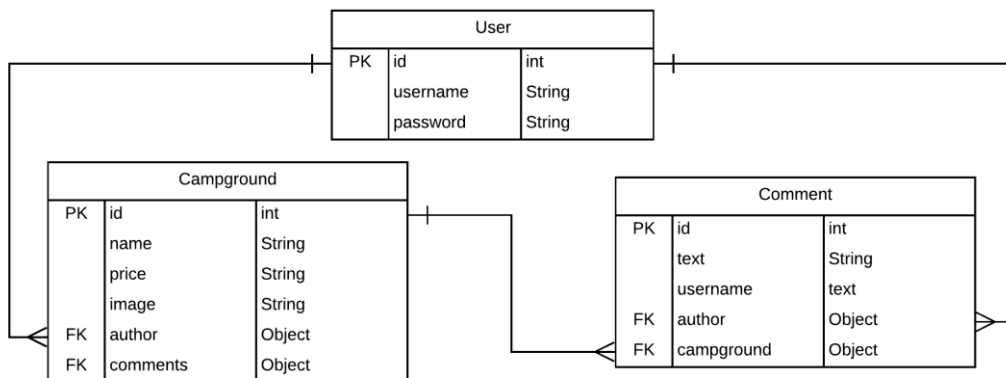 User
PK id int
username String
password String
Campground
PK id int
name String
price String
image String
FK author Object
FK comments Object
Comment
PK id int
text String
username text
FK author Object
FK campground Object